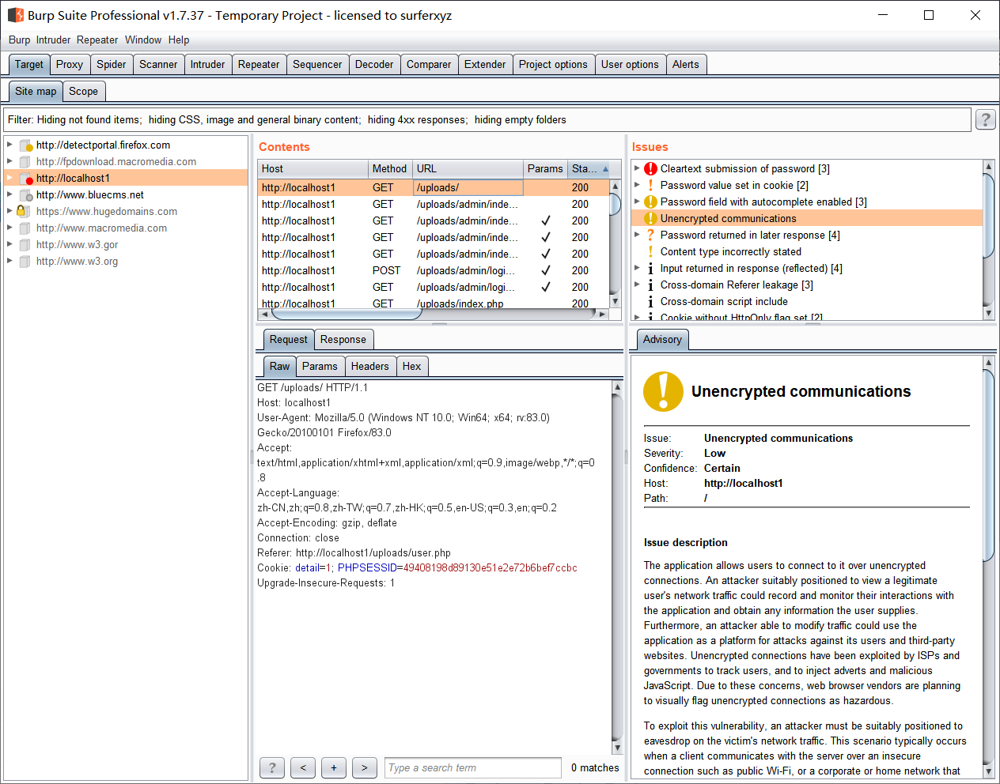 Burp Suite Professional v1.7.37 - Temporary Project - licensed to surferxyz
Burp Intruder Repeater Window Help
Target Proxy Spider Scanner Intruder Repeater Sequencer Decoder Comparer Extender Project options User options Alerts
Site map Scope
Filter: Hiding not found items;  hiding CSS, image and general binary content;  hiding 4xx responses;  hiding empty folders
?
http://detectportal.firefox.com
http://fpdownload.macromedia.com
http://localhost1
http://www.bluecms.net
https://www.hugedomains.com
http://www.macromedia.com
http://www.w3.gor
http://www.w3.org
Contents
Host Method URL Params Sta...
http://localhost1 GET /uploads/ 200
http://localhost1 GET /uploads/admin/inde... 200
http://localhost1 GET /uploads/admin/inde... ✓ 200
http://localhost1 GET /uploads/admin/inde... ✓ 200
http://localhost1 GET /uploads/admin/inde... ✓ 200
http://localhost1 POST /uploads/admin/logi... ✓ 200
http://localhost1 GET /uploads/admin/logi... ✓ 200
http://localhost1 GET /uploads/index.php 200
Request Response
Raw Params Headers Hex
GET /uploads/ HTTP/1.1
Host: localhost1
User-Agent: Mozilla/5.0 (Windows NT 10.0; Win64; x64; rv:83.0)
Gecko/20100101 Firefox/83.0
Accept:
text/html,application/xhtml+xml,application/xml;q=0.9,image/webp,*/*;q=0
.8
Accept-Language:
zh-CN,zh;q=0.8,zh-TW;q=0.7,zh-HK;q=0.5,en-US;q=0.3,en;q=0.2
Accept-Encoding: gzip, deflate
Connection: close
Referer: http://localhost1/uploads/user.php
Cookie: detail=1; PHPSESSID=49408198d89130e51e2e72b6bef7ccbc
Upgrade-Insecure-Requests: 1
? < + > Type a search term 0 matches
Issues
Cleartext submission of password [3]
Password value set in cookie [2]
Password field with autocomplete enabled [3]
Unencrypted communications
Password returned in later response [4]
Content type incorrectly stated
Input returned in response (reflected) [4]
Cross-domain Referer leakage [3]
Cross-domain script include
Cookie without HttpOnly flag set [2]
Advisory
Unencrypted communications
Issue: Unencrypted communications
Severity: Low
Confidence: Certain
Host: http://localhost1
Path: /
Issue description
The application allows users to connect to it over unencrypted
connections. An attacker suitably positioned to view a legitimate
user's network traffic could record and monitor their interactions with
the application and obtain any information the user supplies.
Furthermore, an attacker able to modify traffic could use the
application as a platform for attacks against its users and third-party
websites. Unencrypted connections have been exploited by ISPs and
governments to track users, and to inject adverts and malicious
JavaScript. Due to these concerns, web browser vendors are planning
to visually flag unencrypted connections as hazardous.
To exploit this vulnerability, an attacker must be suitably positioned to
eavesdrop on the victim's network traffic. This scenario typically occurs
when a client communicates with the server over an insecure
connection such as public Wi-Fi, or a corporate or home network that